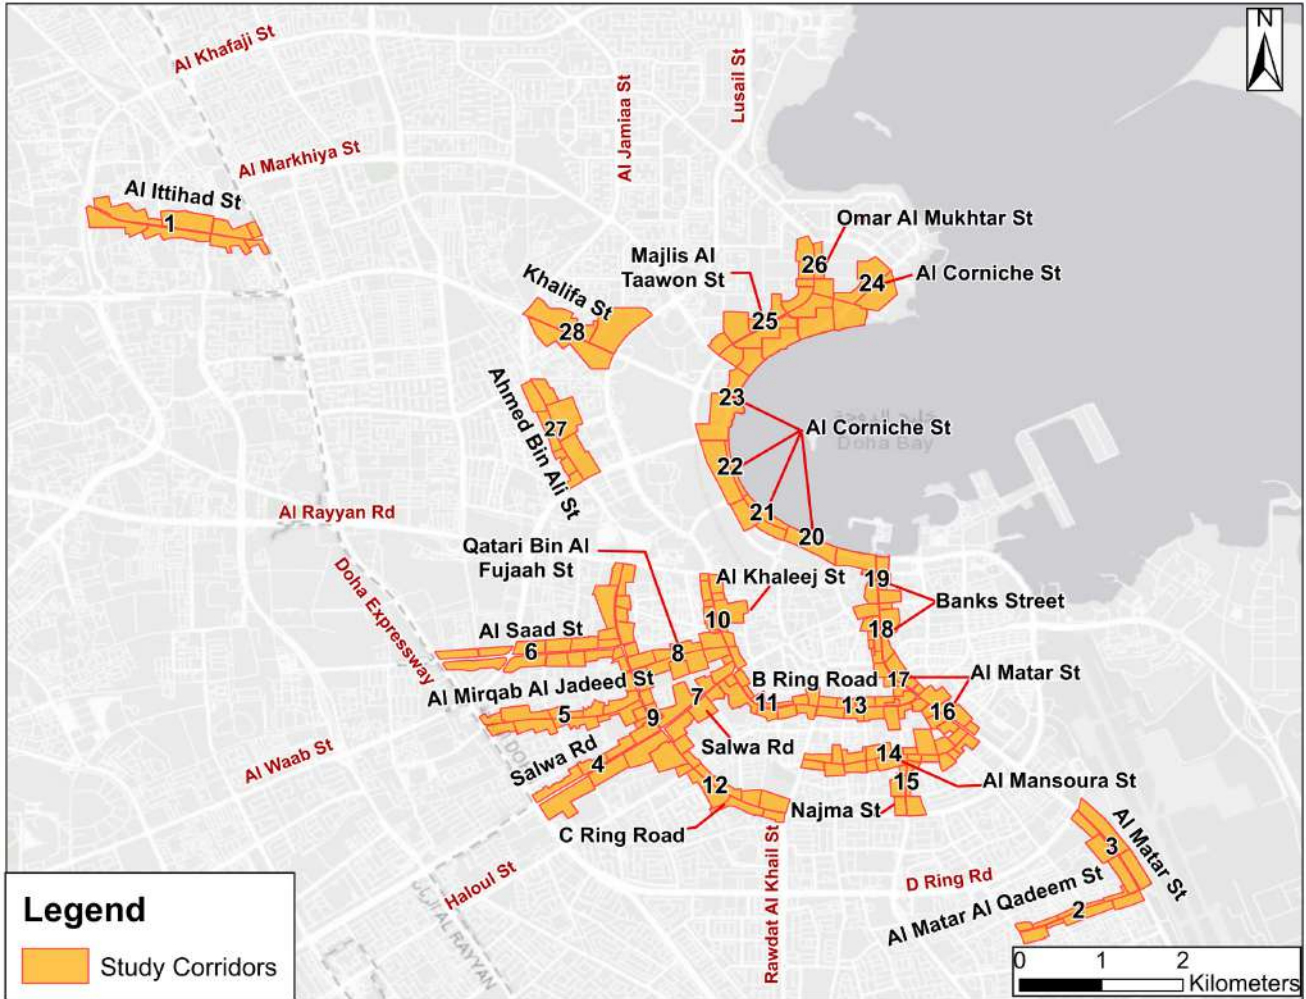 N
Al Khafaji St
Al Jamiaa St
Lusail St
Al Markhiya St
Al Ittihad St
1
Omar Al Mukhtar St
Majlis Al
Taawon St
26
24
Al Corniche St
Khalifa St
25
28
23
Ahmed Bin Ali St
27
Al Corniche St
خليج الدوحة
Doha Bay
22
21
20
Al Rayyan Rd
Qatari Bin Al
Fujaah St
Doha Expressway
Al Khaleej St
19
Banks Street
10
18
Al Saad St
6
8
Al Mirqab Al Jadeed St
B Ring Road
17
Al Matar St
7
11
13
16
5
9
Salwa Rd
Al Waab St
Salwa Rd
4
14
12
15
Al Mansoura St
Najma St
C Ring Road
3
Al Matar St
Haloul St
Rawdat Al Khail St
D Ring Rd
Al Matar Al Qadeem St
2
AL RAYYAN
Legend
Study Corridors
0 1 2
Kilometers